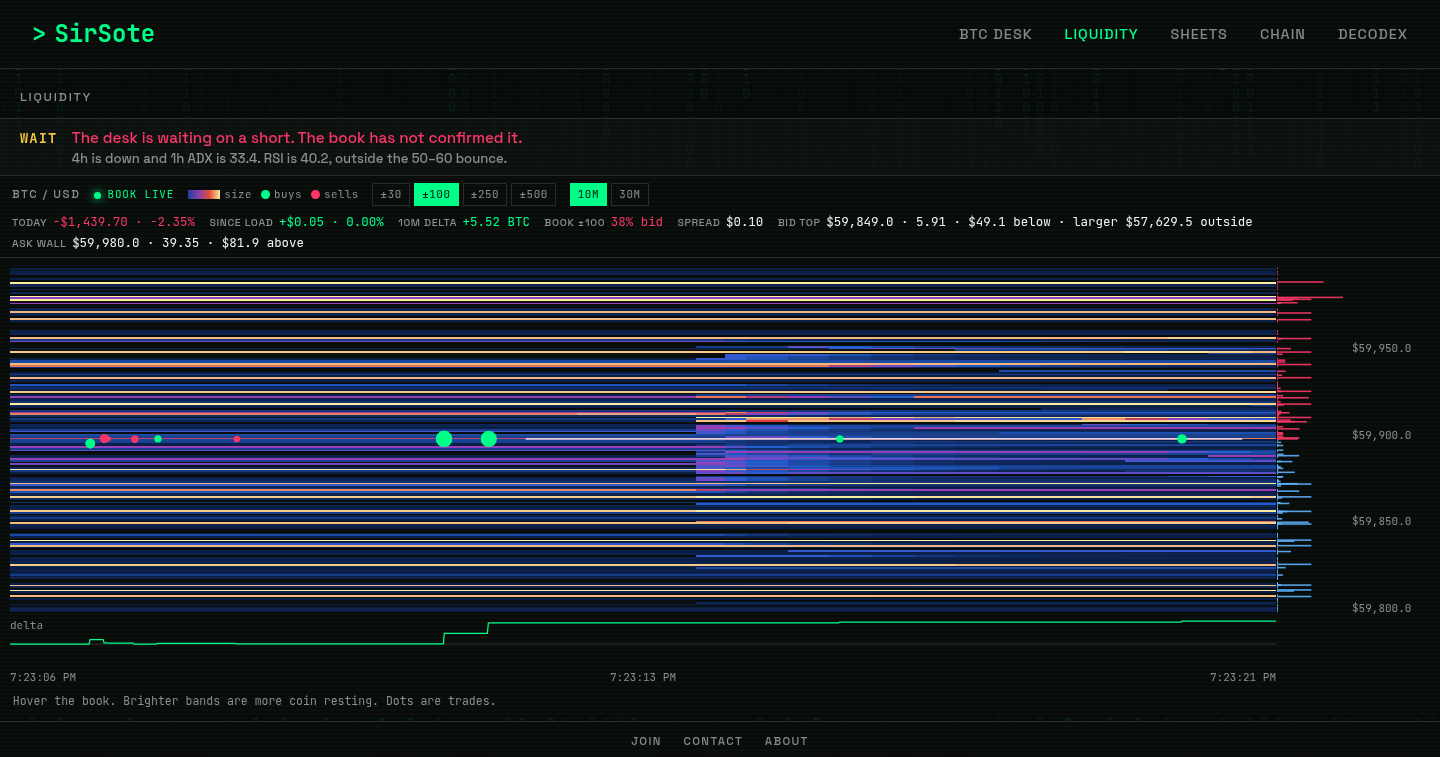 > SirSote
BTC DESK LIQUIDITY SHEETS CHAIN DECODEX
LIQUIDITY
WAIT The desk is waiting on a short. The book has not confirmed it.
4h is down and 1h ADX is 33.4. RSI is 40.2, outside the 50–60 bounce.
BTC / USD BOOK LIVE size buys sells ±30 ±100 ±250 ±500 10M 30M
TODAY -$1,439.70 · -2.35% SINCE LOAD +$0.05 · 0.00% 10M DELTA +5.52 BTC BOOK ±100 38% bid SPREAD $0.10 BID TOP $59,849.0 · 5.91 · $49.1 below · larger $57,629.5 outside
ASK WALL $59,980.0 · 39.35 · $81.9 above
$59,950.0
$59,900.0
$59,850.0
$59,800.0
delta
7:23:06 PM 7:23:13 PM 7:23:21 PM
Hover the book. Brighter bands are more coin resting. Dots are trades.
JOIN CONTACT ABOUT